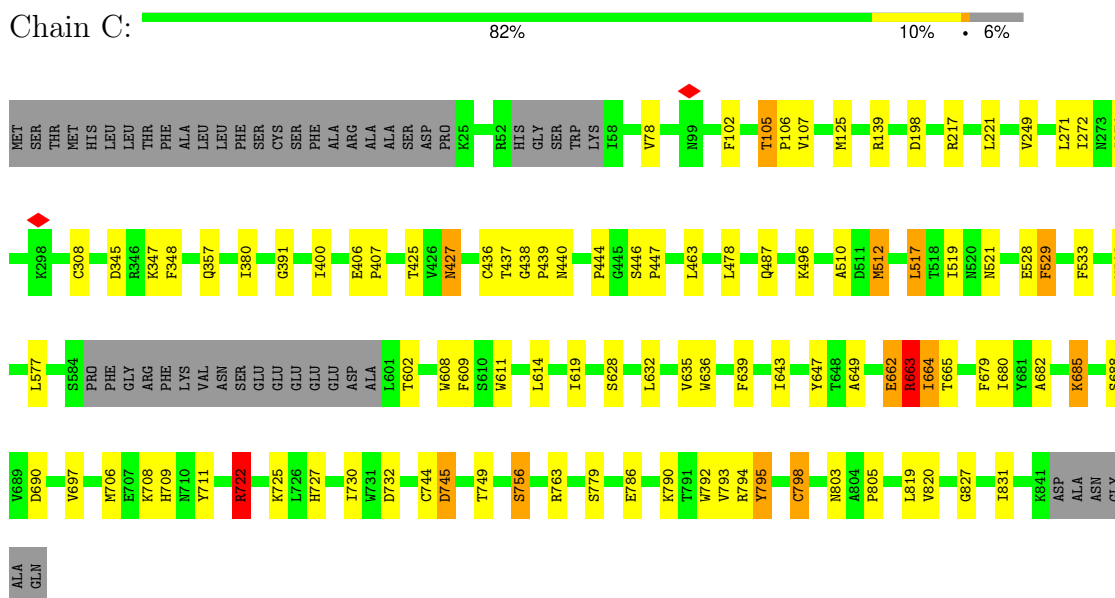 Chain C:
82% 10% • 6%
MET SER THR MET HIS LEU LEU THR PHE ALA LEU LEU PHE SER CYS SER PHE ALA ARG ALA ALA SER ASP PRO K25 R52 HIS GLY SER TRP LYS I58 V78 N99 F102 T105 P106 V107 M125 R139 D198 R217 L221 V249 L271 I272 N273
K298 C308 D345 R346 K347 F348 Q357 I380 G391 I400 E406 P407 T425 V426 N427 C436 T437 G438 P439 N440 P444 G445 S446 P447 L463 L478 Q487 K496 A510 D511 M512 L517 T518 I519 N520 N521 E528 F529 F533
L577 S584 PRO PHE GLY ARG PHE LYS VAL ASN SER GLU GLU GLU GLU GLU ASP ALA L601 T602 W608 F609 S610 W611 L614 I619 S628 L632 V635 W636 F639 I643 Y647 T648 A649 E662 R663 I664 T665 F679 I680 Y681 A682 K685 S688
V689 D690 V697 M706 E707 K708 H709 N710 Y711 R722 K725 L726 H727 I730 W731 D732 C744 D745 T749 S756 R763 S779 E786 K790 T791 W792 V793 R794 Y795 C798 N803 A804 P805 L819 V820 G827 I831 K841 ASP ALA ASN GLY
ALA GLN